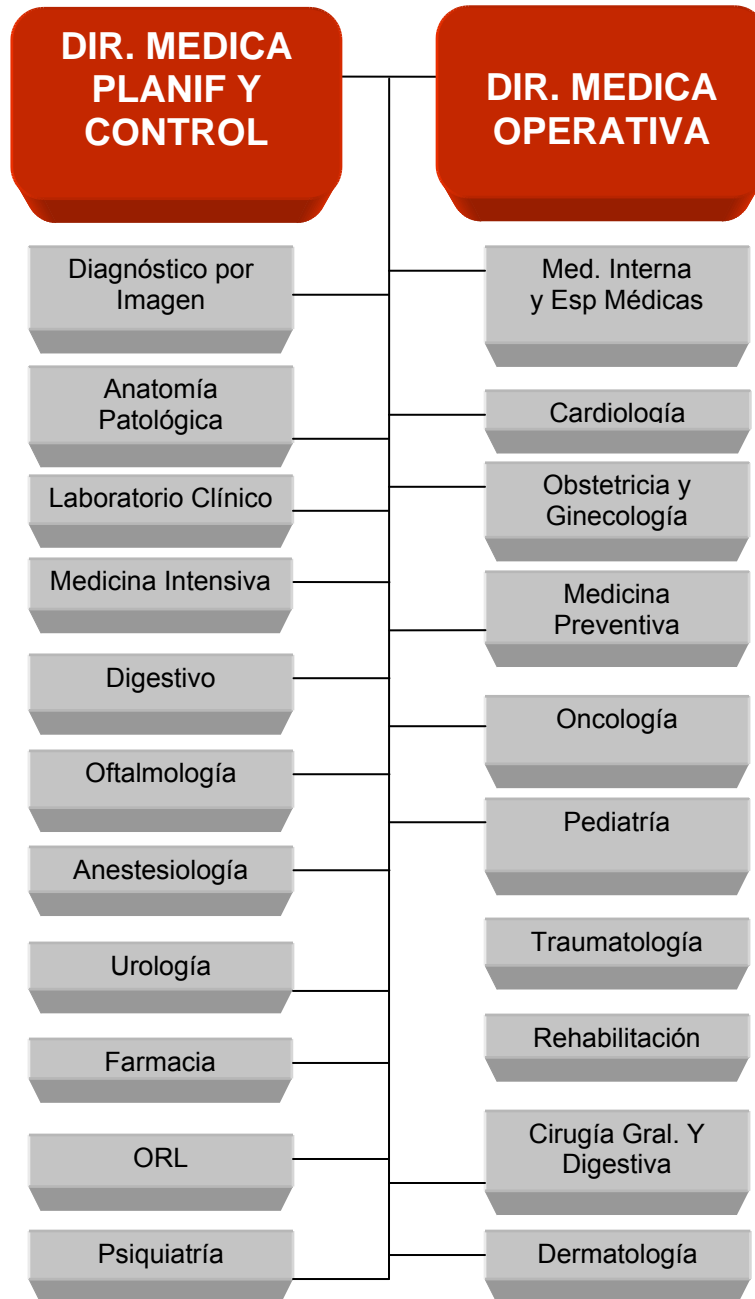 DIR. MEDICA
PLANIF Y
CONTROL
DIR. MEDICA
OPERATIVA
Diagnóstico por
Imagen
Anatomía
Patológica
Laboratorio Clínico
Medicina Intensiva
Digestivo
Oftalmología
Anestesiología
Urología
Farmacia
ORL
Psiquiatría
Med. Interna
y Esp Médicas
Cardiología
Obstetricia y
Ginecología
Medicina
Preventiva
Oncología
Pediatría
Traumatología
Rehabilitación
Cirugía Gral. Y
Digestiva
Dermatología